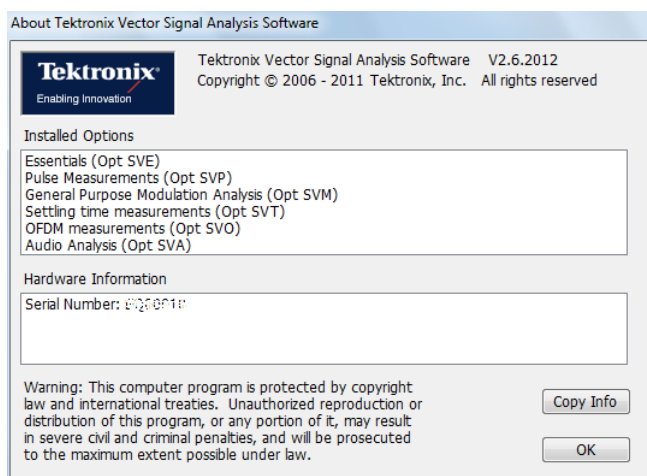 About Tektronix Vector Signal Analysis Software
Tektronix
Enabling Innovation
Tektronix Vector Signal Analysis Software V2.6.2012
Copyright © 2006 - 2011 Tektronix, Inc. All rights reserved
Installed Options
Essentials (Opt SVE)
Pulse Measurements (Opt SVP)
General Purpose Modulation Analysis (Opt SVM)
Settling time measurements (Opt SVT)
OFDM measurements (Opt SVO)
Audio Analysis (Opt SVA)
Hardware Information
Serial Number:
Warning: This computer program is protected by copyright
law and international treaties. Unauthorized reproduction or
distribution of this program, or any portion of it, may result
in severe civil and criminal penalties, and will be prosecuted
to the maximum extent possible under law.
Copy Info
OK